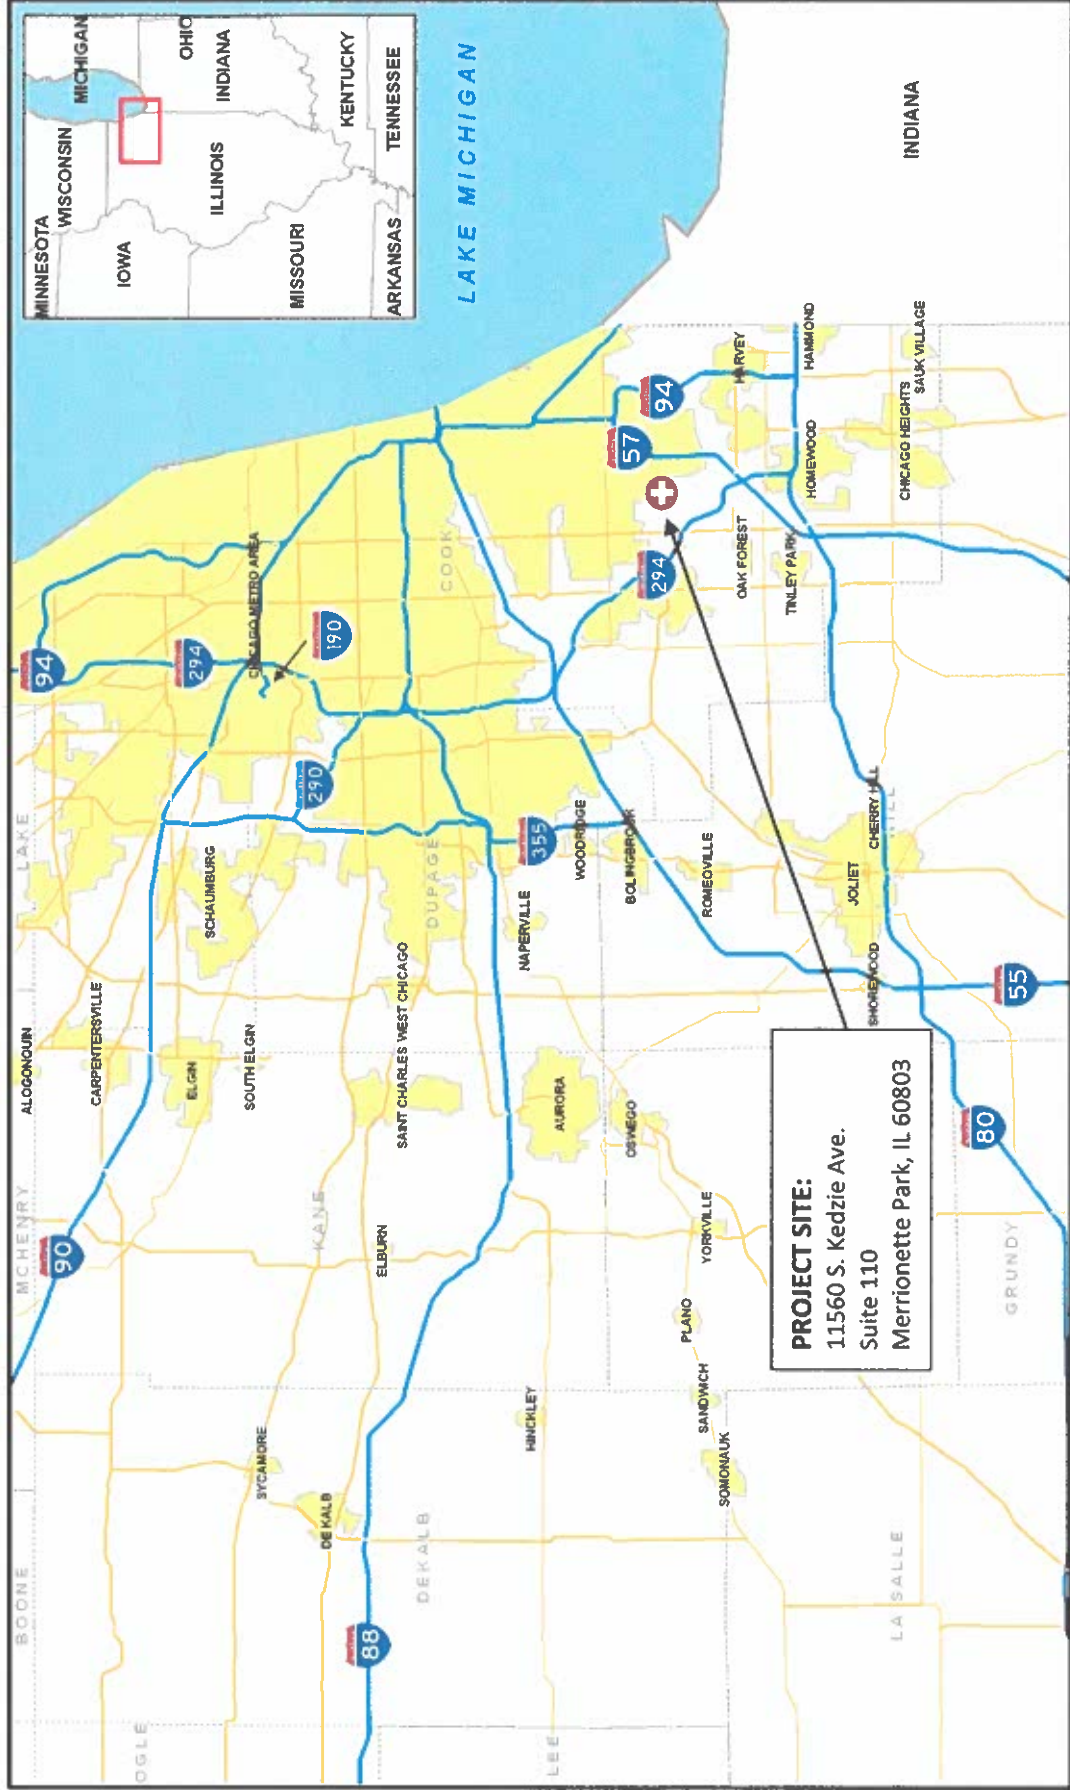 BOONE
MCHENRY
LAKE
OGLE
KANE
DEKALB
LEE
LA SALLE
GRUNDY
DUPAGE
COOK
ALOGONQUIN
CARPENTERSVILLE
ELGIN
SOUTH ELGIN
SCHAUMBURG
CHICAGO METRO AREA
SYCAMORE
DE KALB
ELBURN
SAINT CHARLES WEST CHICAGO
NAPERVILLE
WOODRIDGE
BOLINGBROOK
HINCKLEY
AURORA
OSWEGO
YORKVILLE
PLANO
SANDWICH
SOMONAUK
ROMEOVILLE
JOLIET
CHERRY HILL
SHOREWOOD
OAK FOREST
TINLEY PARK
HARVEY
HOMEWOOD
HAMMOND
CHICAGO HEIGHTS
SAUK VILLAGE
90
94
294
190
290
88
355
294
57
94
55
80
LAKE MICHIGAN
INDIANA
MINNESOTA
WISCONSIN
MICHIGAN
IOWA
ILLINOIS
INDIANA
OHIO
MISSOURI
KENTUCKY
ARKANSAS
TENNESSEE
PROJECT SITE:
11560 S. Kedzie Ave.
Suite 110
Merrionette Park, IL 60803